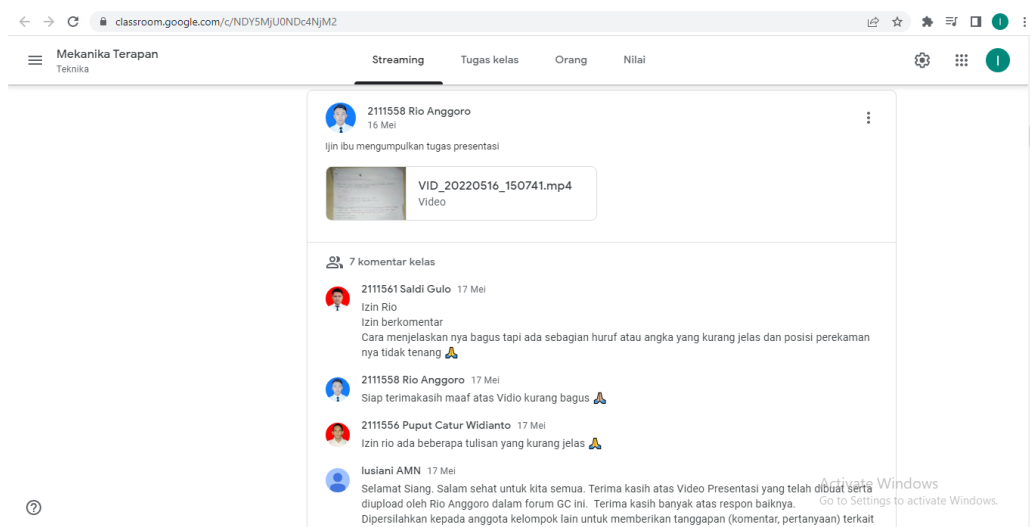 classroom.google.com/c/NDY5MjU0NDc4NjM2
Mekanika Terapan
Teknika
Streaming Tugas kelas Orang Nilai
I
2111558 Rio Anggoro
16 Mei
Ijin ibu mengumpulkan tugas presentasi
VID_20220516_150741.mp4
Video
7 komentar kelas
2111561 Saldi Gulo 17 Mei
Izin Rio
Izin berkomentar
Cara menjelaskan nya bagus tapi ada sebagian huruf atau angka yang kurang jelas dan posisi perekaman
nya tidak tenang 🙏
2111558 Rio Anggoro 17 Mei
Siap terimakasih maaf atas Vidio kurang bagus 🙏🏽
2111556 Puput Catur Widianto 17 Mei
Izin rio ada beberapa tulisan yang kurang jelas 🙏
Iusiani AMN 17 Mei
Selamat Siang. Salam sehat untuk kita semua. Terima kasih atas Video Presentasi yang telah dibuat serta
diupload oleh Rio Anggoro dalam forum GC ini. Terima kasih banyak atas respon baiknya.
Dipersilahkan kepada anggota kelompok lain untuk memberikan tanggapan (komentar, pertanyaan) terkait
Activate Windows
Go to Settings to activate Windows.